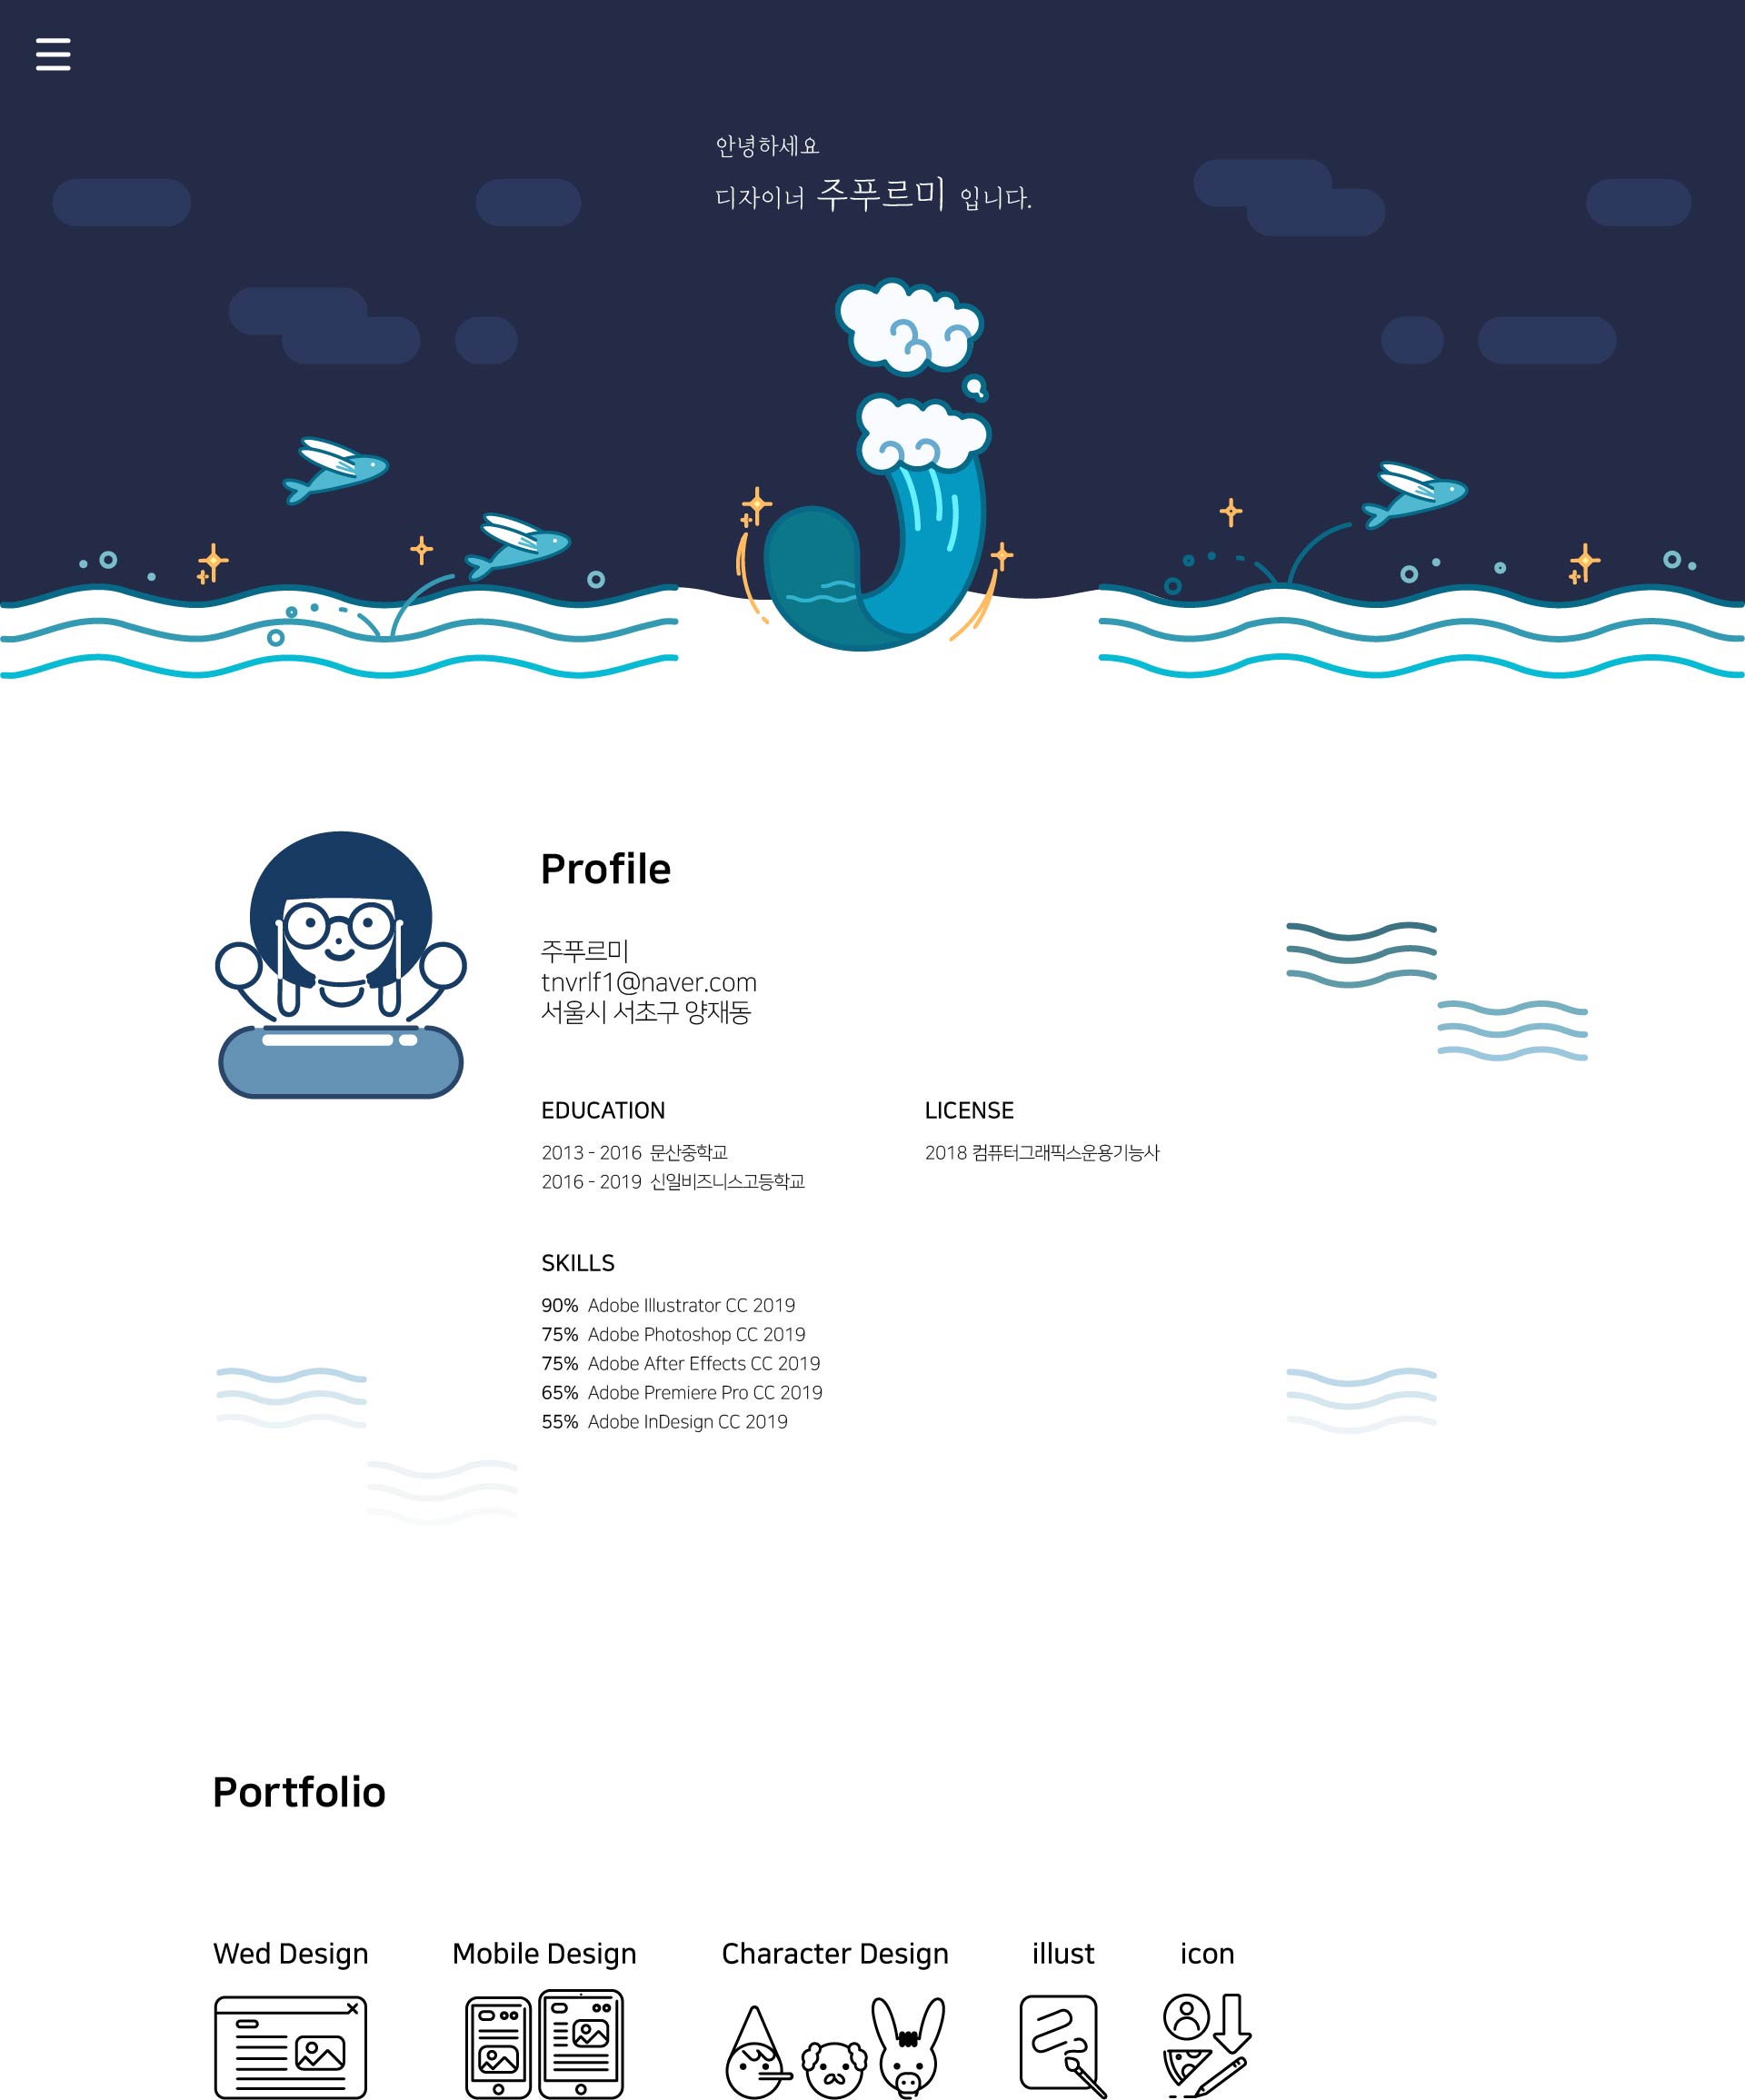 안녕하세요
디자이너 주푸르미 입니다.
Profile
주푸르미
tnvrlf1@naver.com
서울시 서초구 양재동
EDUCATION
2013 - 2016 문산중학교
2016 - 2019 신일비즈니스고등학교
LICENSE
2018 컴퓨터그래픽스운용기능사
SKILLS
90% Adobe Illustrator CC 2019
75% Adobe Photoshop CC 2019
75% Adobe After Effects CC 2019
65% Adobe Premiere Pro CC 2019
55% Adobe InDesign CC 2019
Portfolio
Wed Design
Mobile Design
Character Design
illust
icon